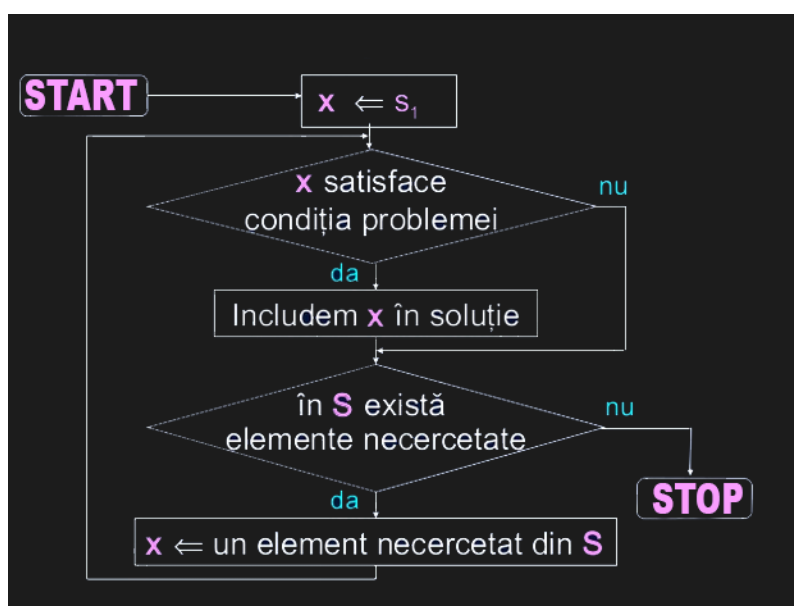 START
x ⇐ s₁
x satisface
condiția problemei
nu
da
Includem x în soluție
în S există
elemente necercetate
nu
da
STOP
x ⇐ un element necercetat din S